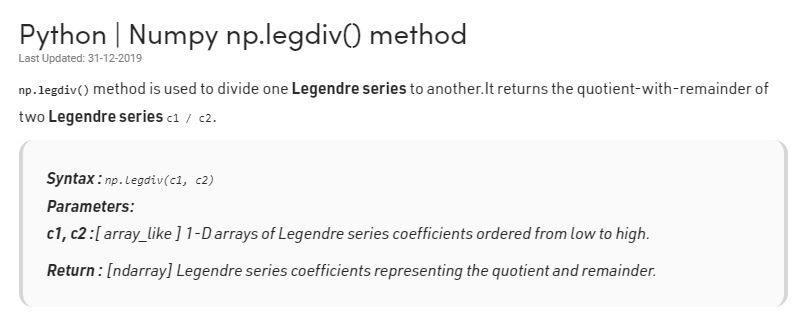 Python | Numpy np.legdiv() method
Last Updated: 31-12-2019
np.legdiv() method is used to divide one Legendre series to another.It returns the quotient-with-remainder of
two Legendre series c1 / c2.
Syntax : np.legdiv(c1, c2)
Parameters:
c1, c2 :[ array_like ] 1-D arrays of Legendre series coefficients ordered from low to high.
Return : [ndarray] Legendre series coefficients representing the quotient and remainder.